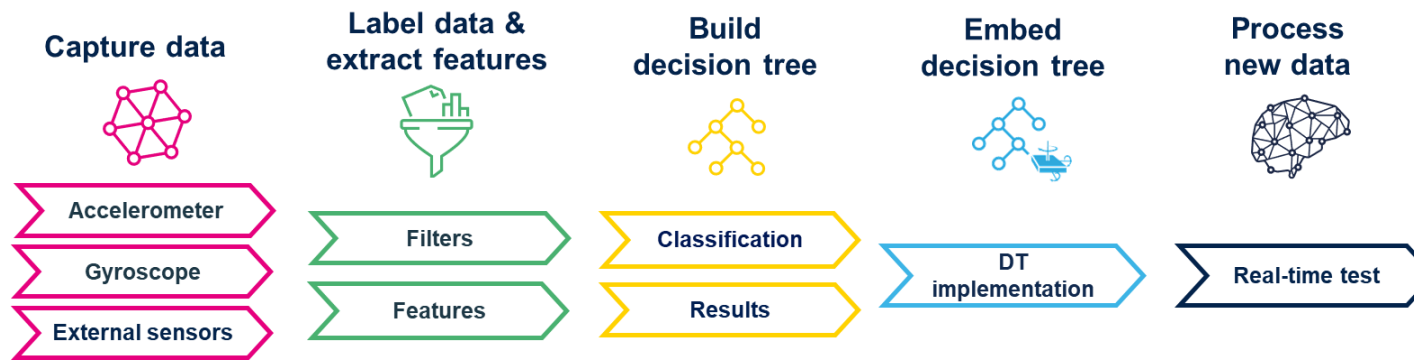 Capture data
Label data &
extract features
Build
decision tree
Embed
decision tree
Process
new data
Accelerometer
Gyroscope
External sensors
Filters
Features
Classification
Results
DT
implementation
Real-time test